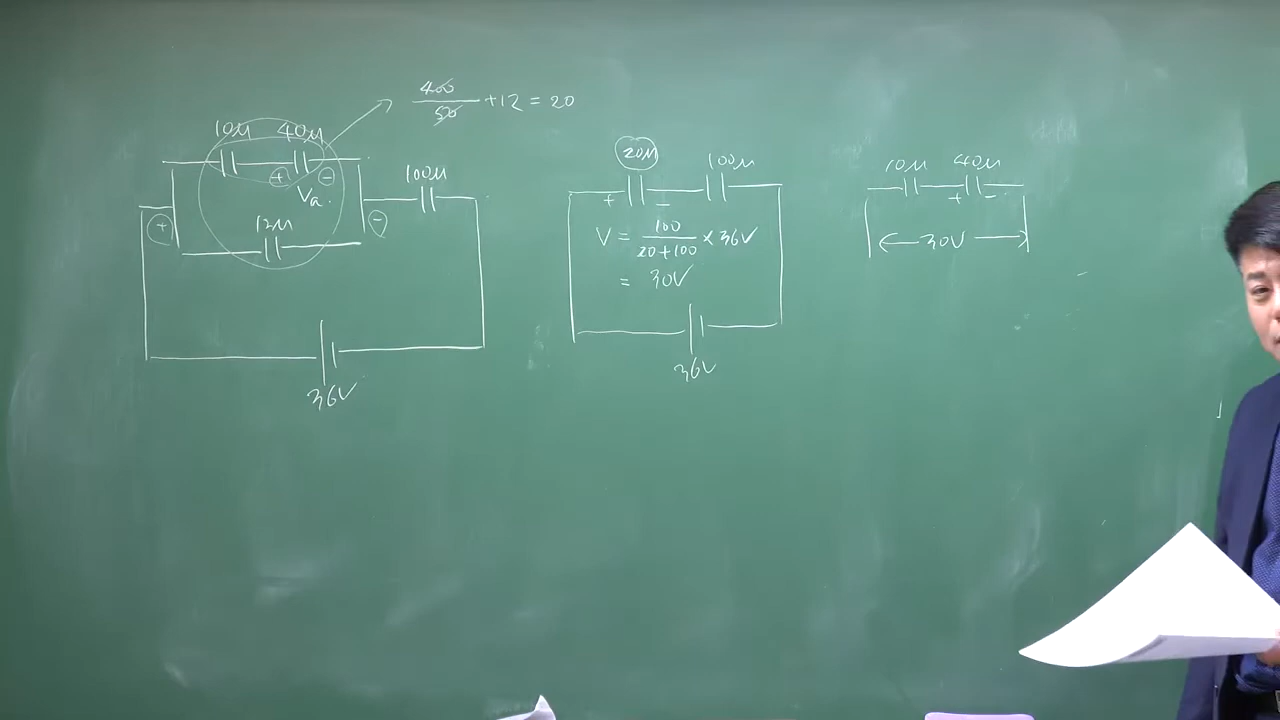 400
50
+12 = 20
10μ 40μ
+ -
Va
100μ
+
12μ
-
36V
20μ 100μ
+ -
V = 100 / 20+100 × 36V
= 30V
36V
10μ 40μ
+ -
30V